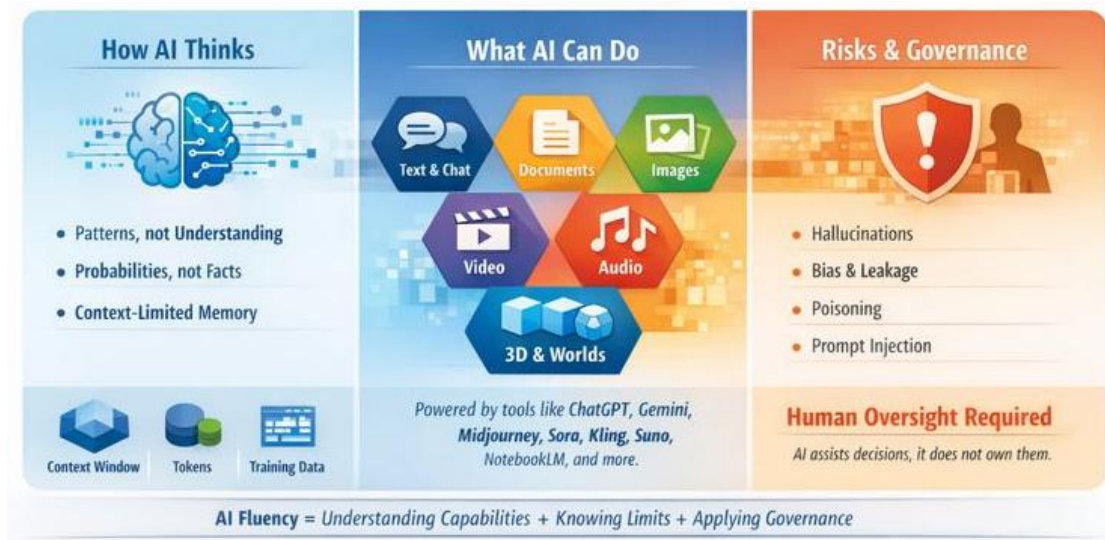 How AI Thinks
• Patterns, not Understanding
• Probabilities, not Facts
• Context-Limited Memory
Context Window
Tokens
Training Data
What AI Can Do
Text & Chat
Documents
Images
Video
Audio
3D & Worlds
Powered by tools like ChatGPT, Gemini,
Midjourney, Sora, Kling, Suno,
NotebookLM, and more.
Risks & Governance
• Hallucinations
• Bias & Leakage
• Poisoning
• Prompt Injection
Human Oversight Required
AI assists decisions, it does not own them.
AI Fluency = Understanding Capabilities + Knowing Limits + Applying Governance